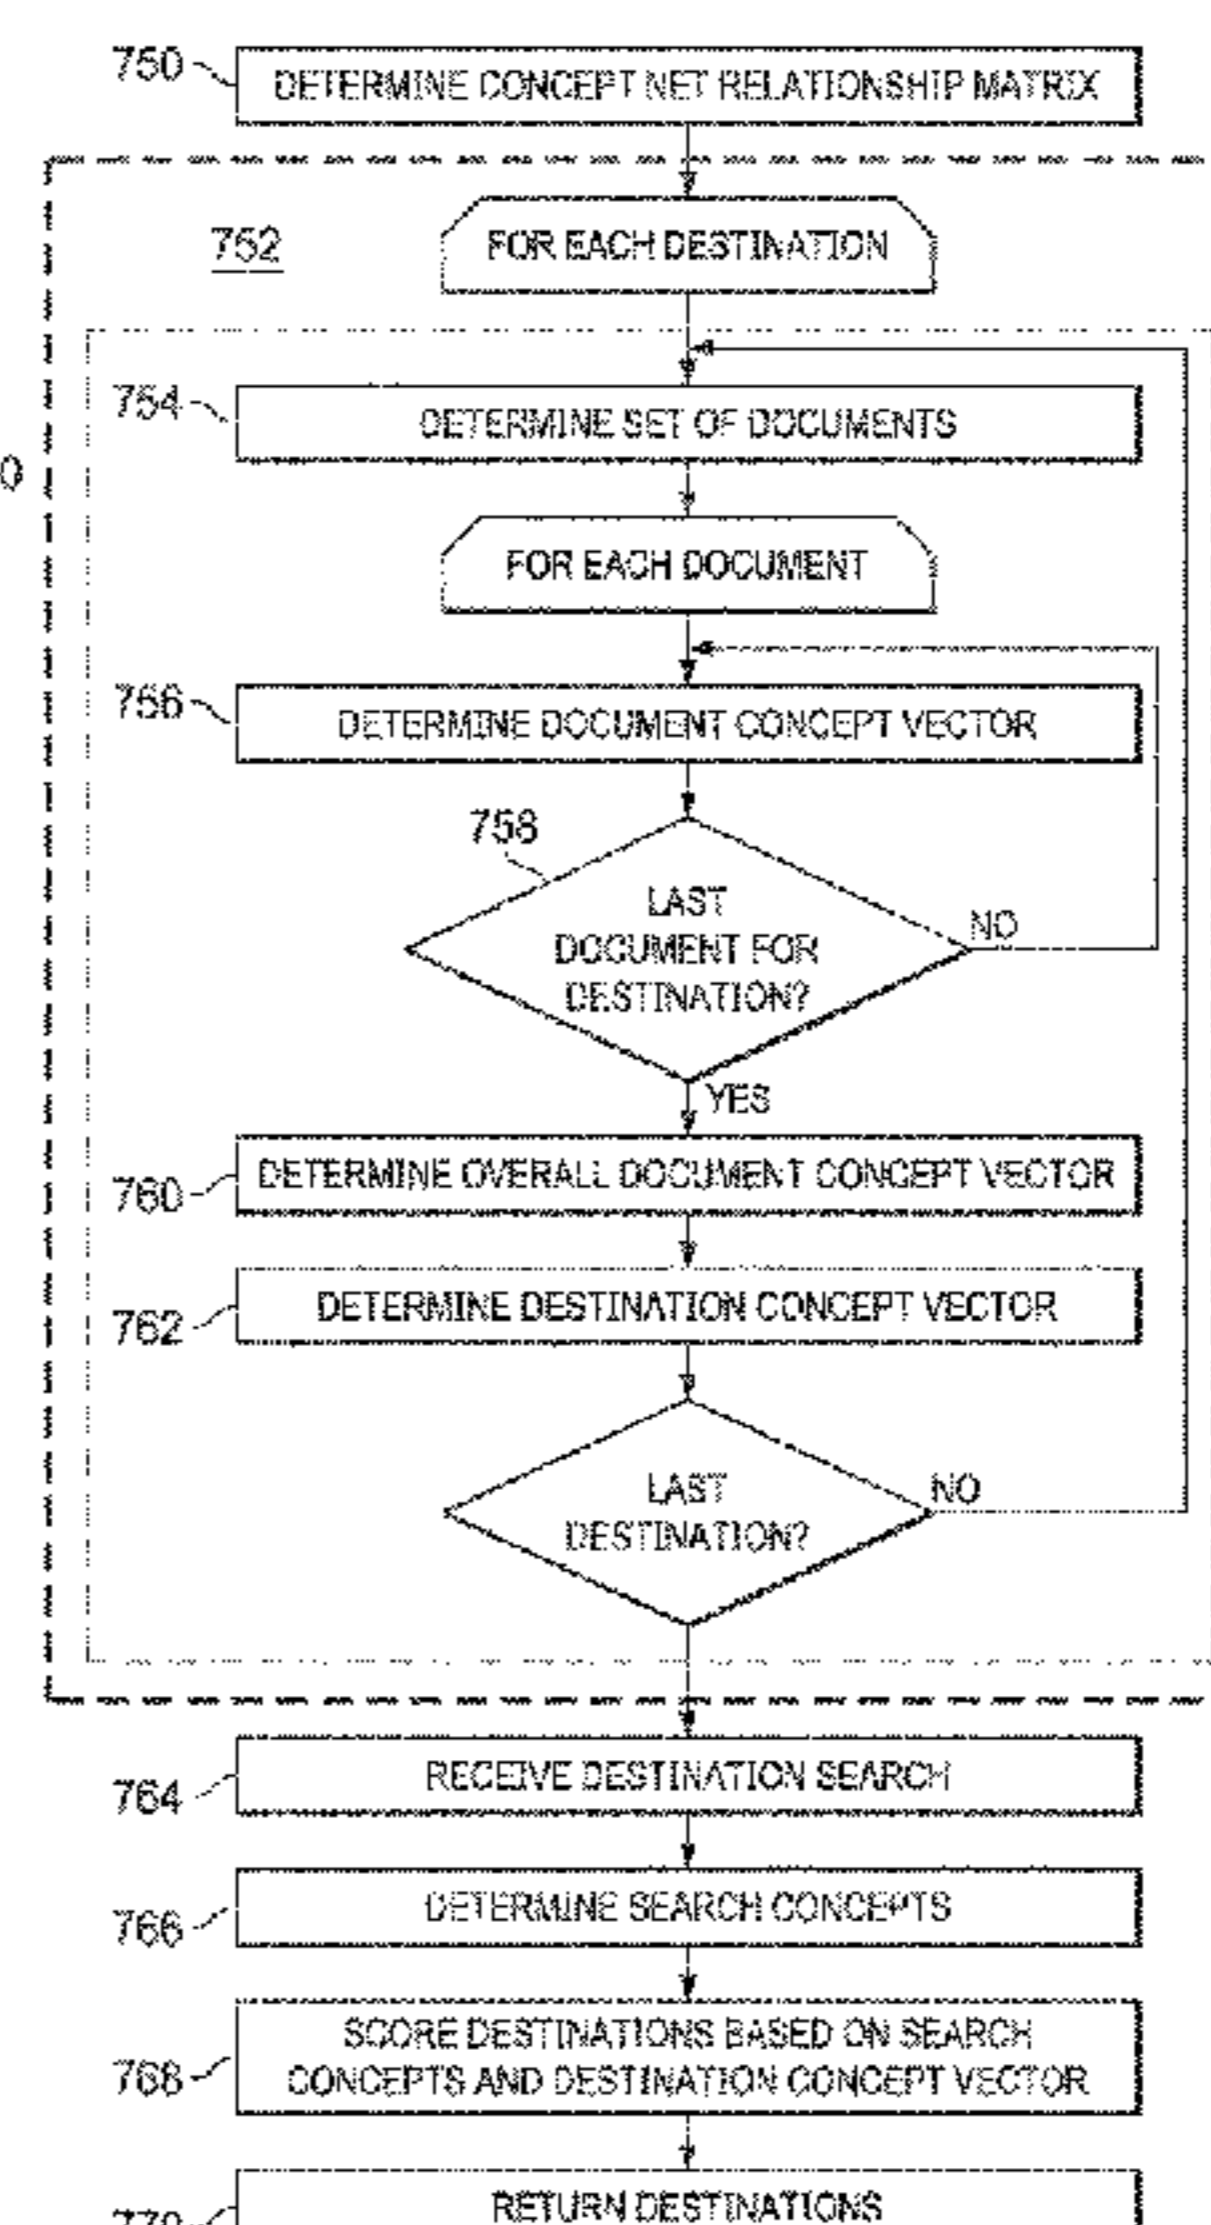 750
DETERMINE CONCEPT NET RELATIONSHIP MATRIX
752
FOR EACH DESTINATION
754
DETERMINE SET OF DOCUMENTS
FOR EACH DOCUMENT
756
DETERMINE DOCUMENT CONCEPT VECTOR
758
LAST
DOCUMENT FOR
DESTINATION?
NO
YES
760
DETERMINE OVERALL DOCUMENT CONCEPT VECTOR
762
DETERMINE DESTINATION CONCEPT VECTOR
LAST
DESTINATION?
NO
764
RECEIVE DESTINATION SEARCH
766
DETERMINE SEARCH CONCEPTS
768
SCORE DESTINATIONS BASED ON SEARCH
CONCEPTS AND DESTINATION CONCEPT VECTOR
RETURN DESTINATIONS